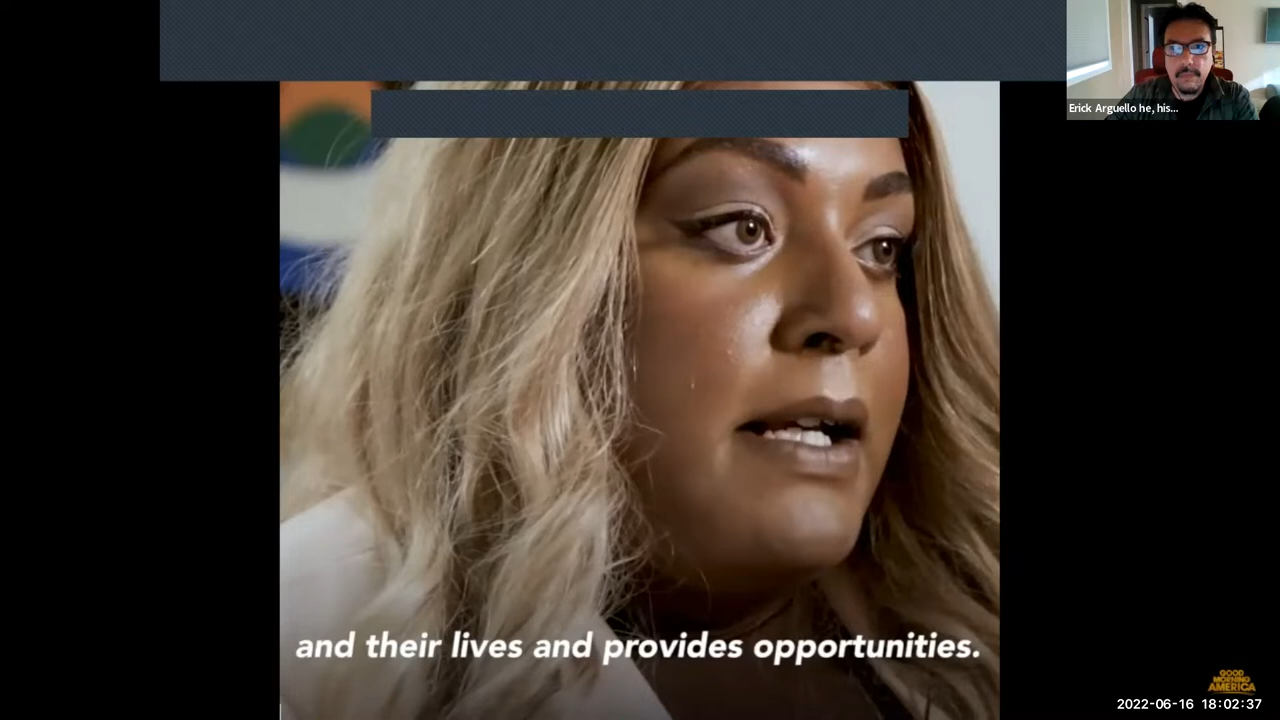 Erick Arguello he, his...
and their lives and provides opportunities.
GOOD
MORNING
AMERICA
2022-06-16 18:02:37